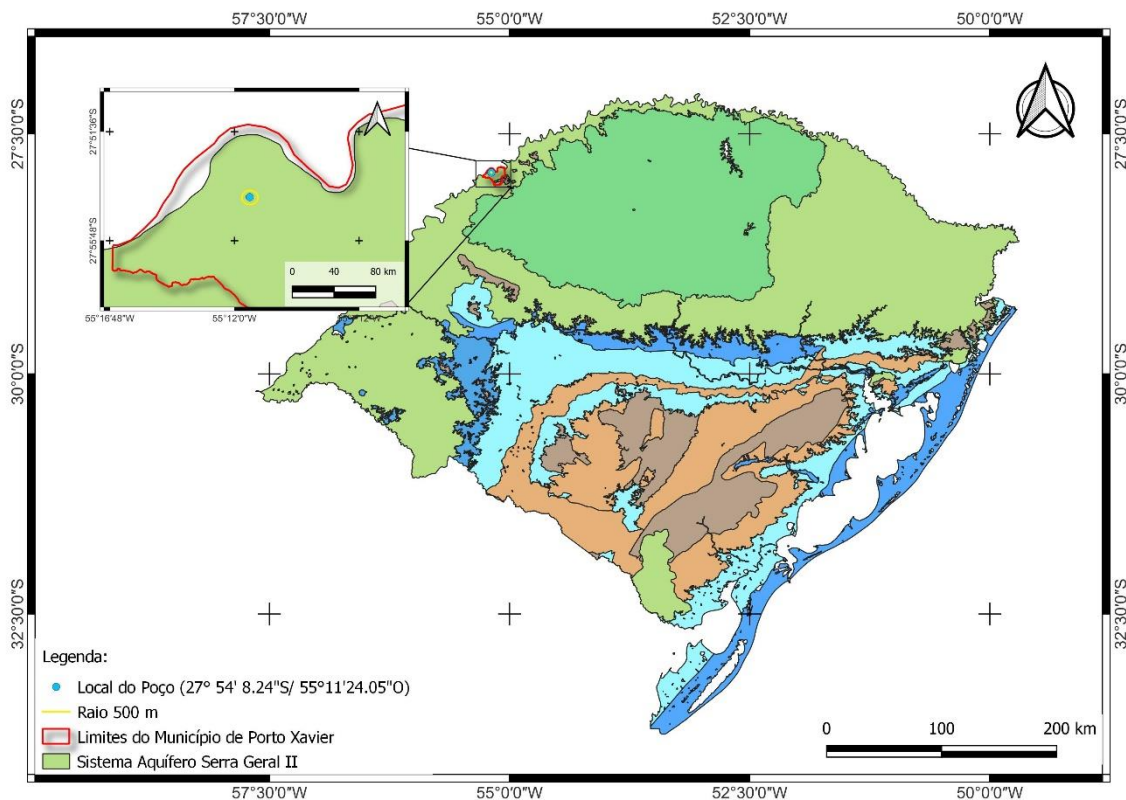 57°30'0"W 55°0'0"W 52°30'0"W 50°0'0"W
27°30'0"S
30°0'0"S
32°30'0"S
27°51'36"S
27°55'48"S
0 40 80 km
55°16'48"W 55°12'0"W
27°30'0"S
30°0'0"S
32°30'0"S
Legenda:
Local do Poço (27° 54' 8.24"S/ 55°11'24.05"O)
Raio 500 m
Limites do Município de Porto Xavier
Sistema Aquífero Serra Geral II
0 100 200 km
57°30'0"W 55°0'0"W 52°30'0"W 50°0'0"W